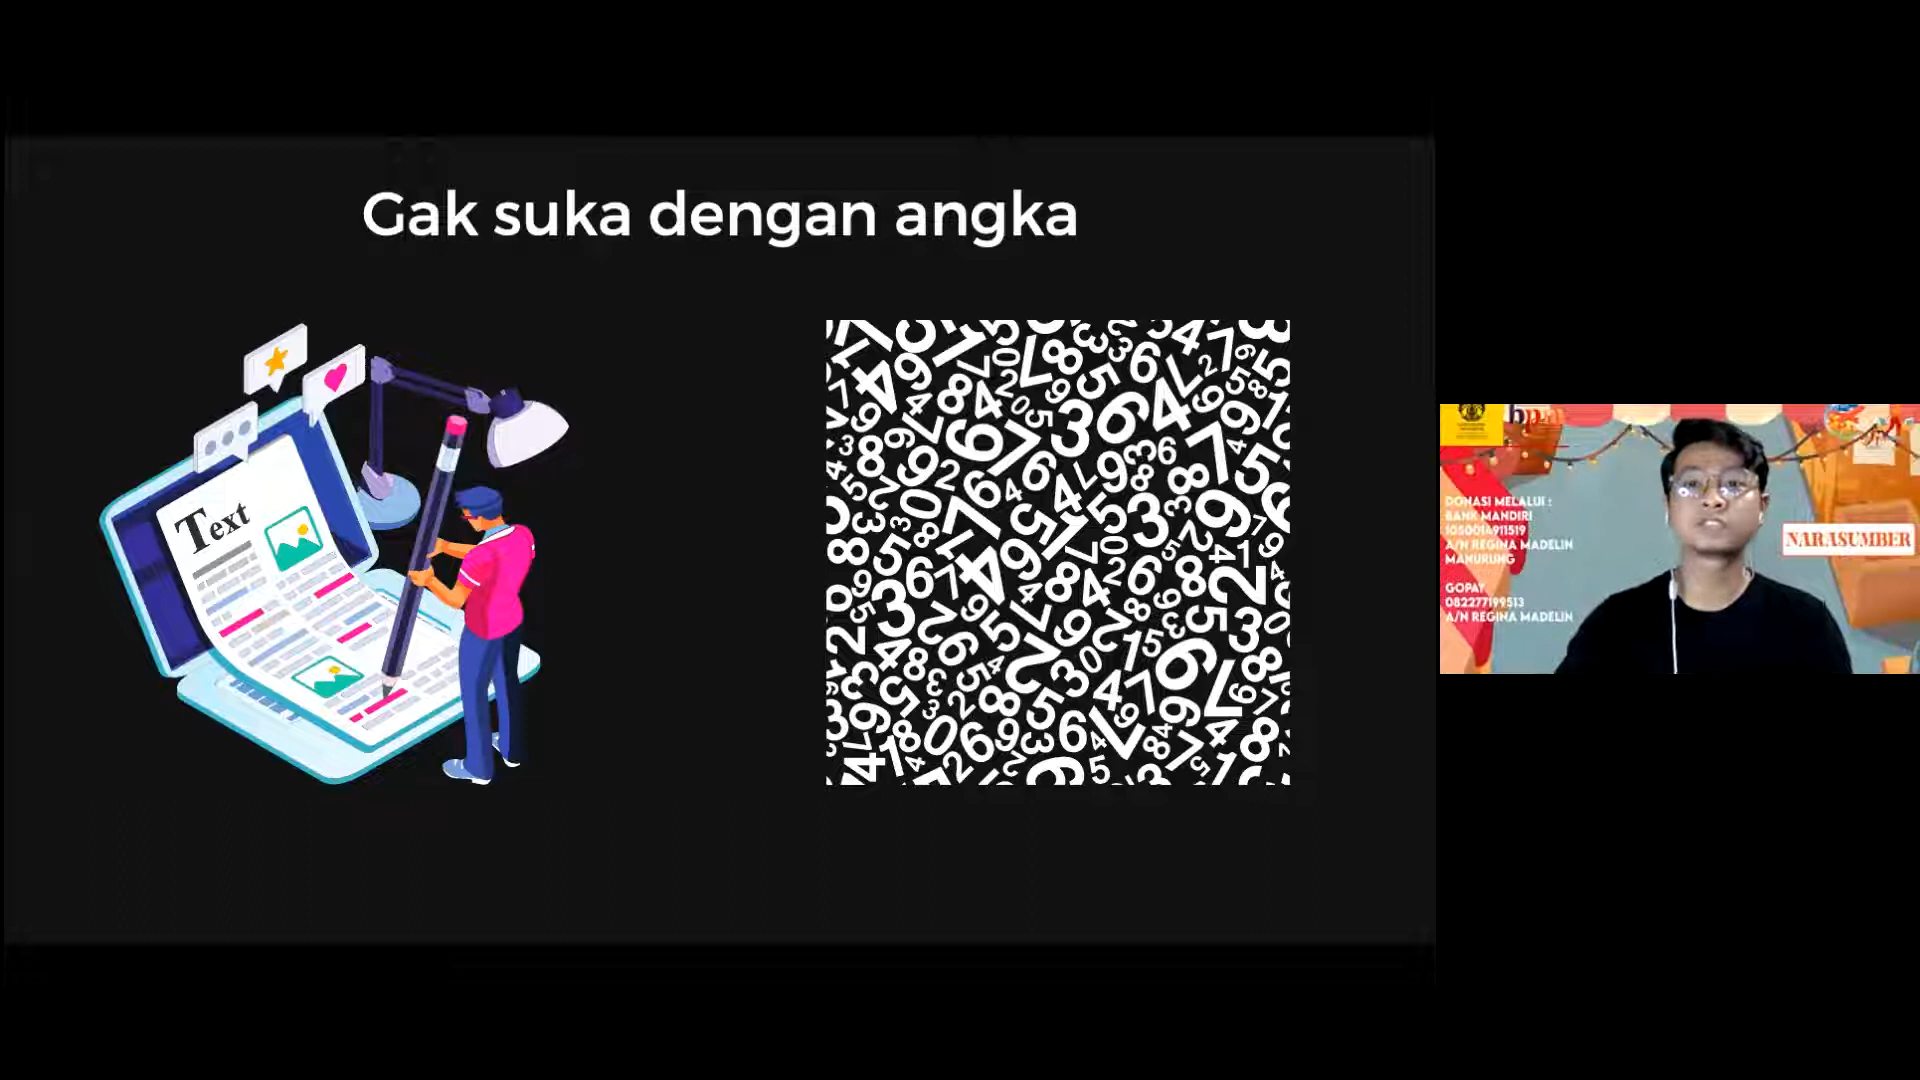 Gak suka dengan angka
Text
DONASI MELALUI :
BANK MANDIRI
1050014911519
A/N REGINA MADELIN
MANURUNG
GOPAY
082277199513
A/N REGINA MADELIN
NARASUMBER